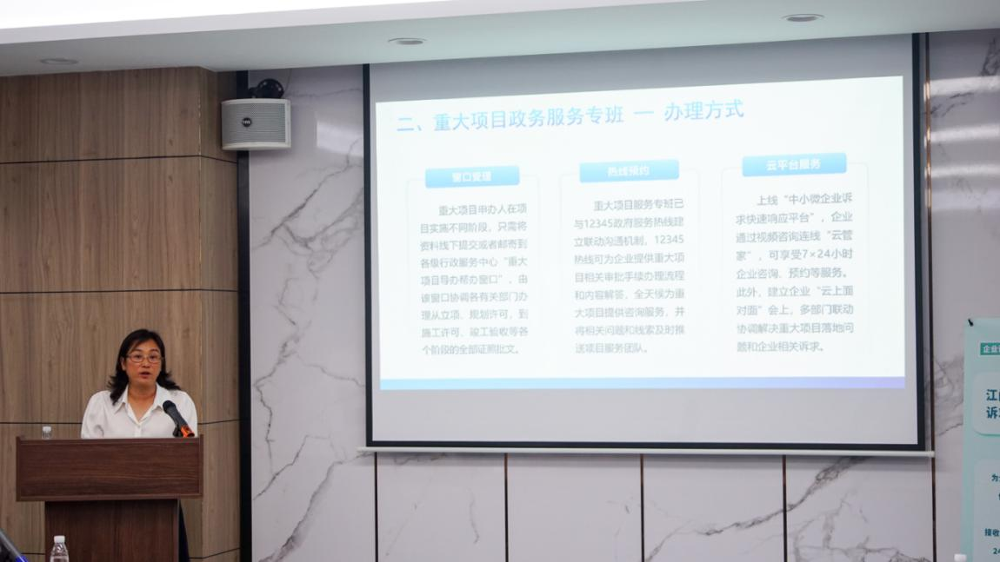 二、重大项目政务服务专班 — 办理方式
窗口受理
重大项目申办人在项
目实施不同阶段，只需将
资料线下提交或者邮寄到
各级行政服务中心“重大
项目导办帮办窗口”，由
该窗口协调各有关部门办
理从立项、规划许可，到
施工许可、竣工验收等各
个阶段的全部证照批文。
热线预约
重大项目服务专班已
与12345政府服务热线建
立联动沟通机制，12345
热线可为企业提供重大项
目相关审批手续办理流程
和内容解答，全天候为重
大项目提供咨询服务，并
将相关问题和线索及时推
送项目服务团队。
云平台服务
上线“中小微企业诉
求快速响应平台”，企业
通过视频咨询连线“云管
家”，可享受7×24小时
企业咨询、预约等服务。
此外，建立企业“云上面
对面”会上，多部门联动
协调解决重大项目落地问
题和企业相关诉求。
企业
江
诉
为
接收
24